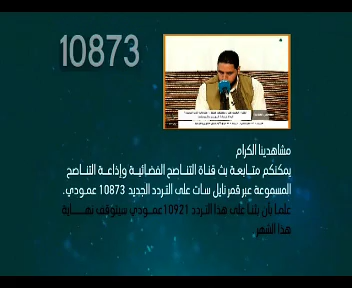 10873
مشاهدينا الكرام
يمكنكم متابعة بث قناة التناصح الفضائية وإذاعة التناصح
المسموعة عبر قمر نايل سات على التردد الجديد 10873 عمودي.
علما بأن بثنا على هذا التردد 10921 عمودي سيتوقف نهاية
هذا الشهر